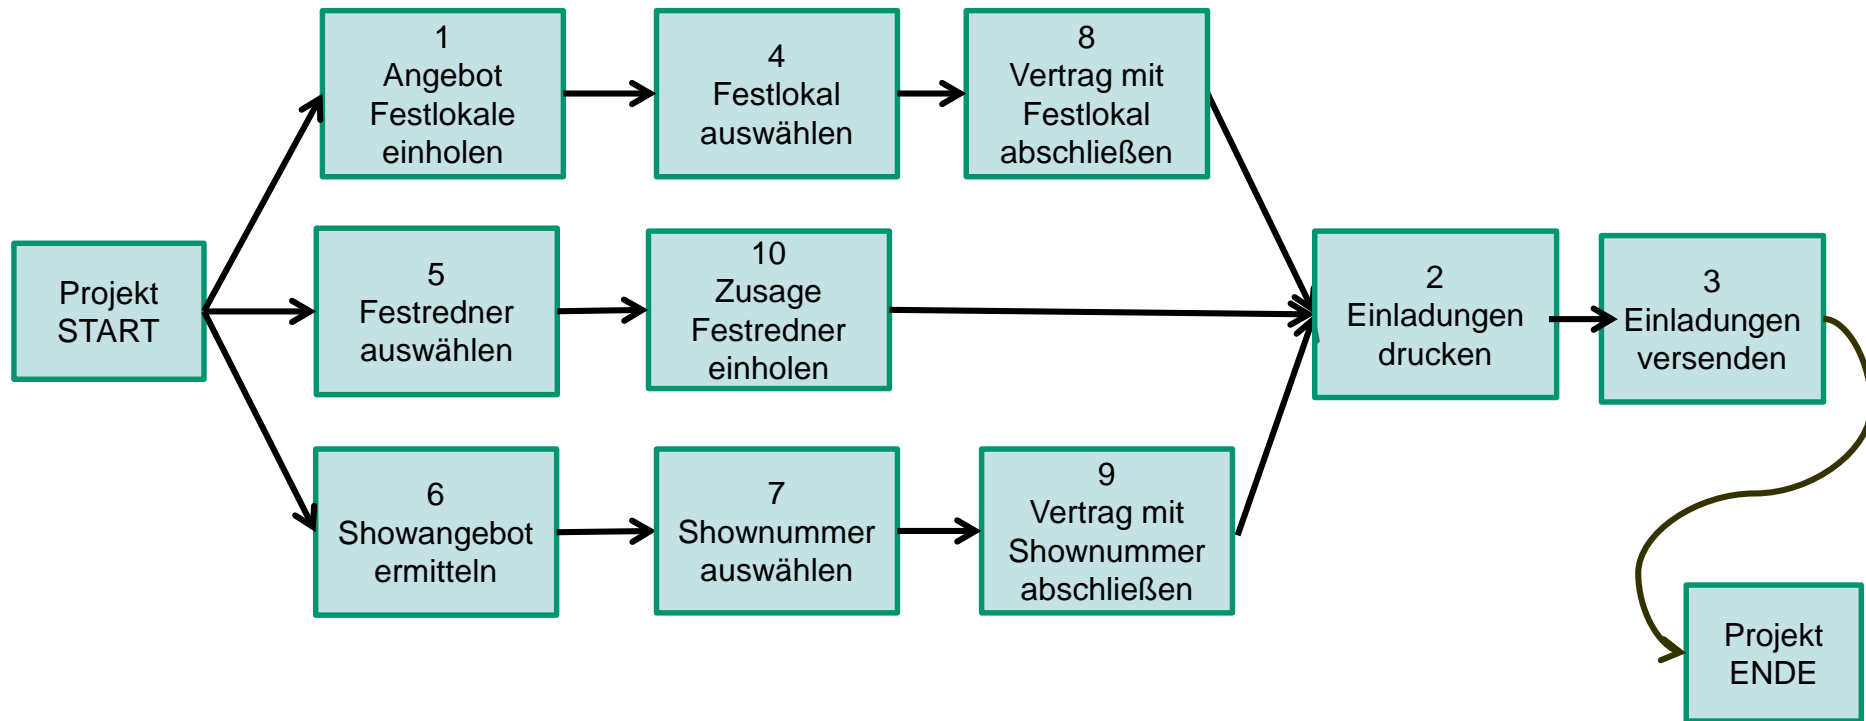 1
Angebot
Festlokale
einholen
4
Festlokal
auswählen
8
Vertrag mit
Festlokal
abschließen
Projekt
START
5
Festredner
auswählen
10
Zusage
Festredner
einholen
2
Einladungen
drucken
3
Einladungen
versenden
6
Showangebot
ermitteln
7
Shownummer
auswählen
9
Vertrag mit
Shownummer
abschließen
Projekt
ENDE